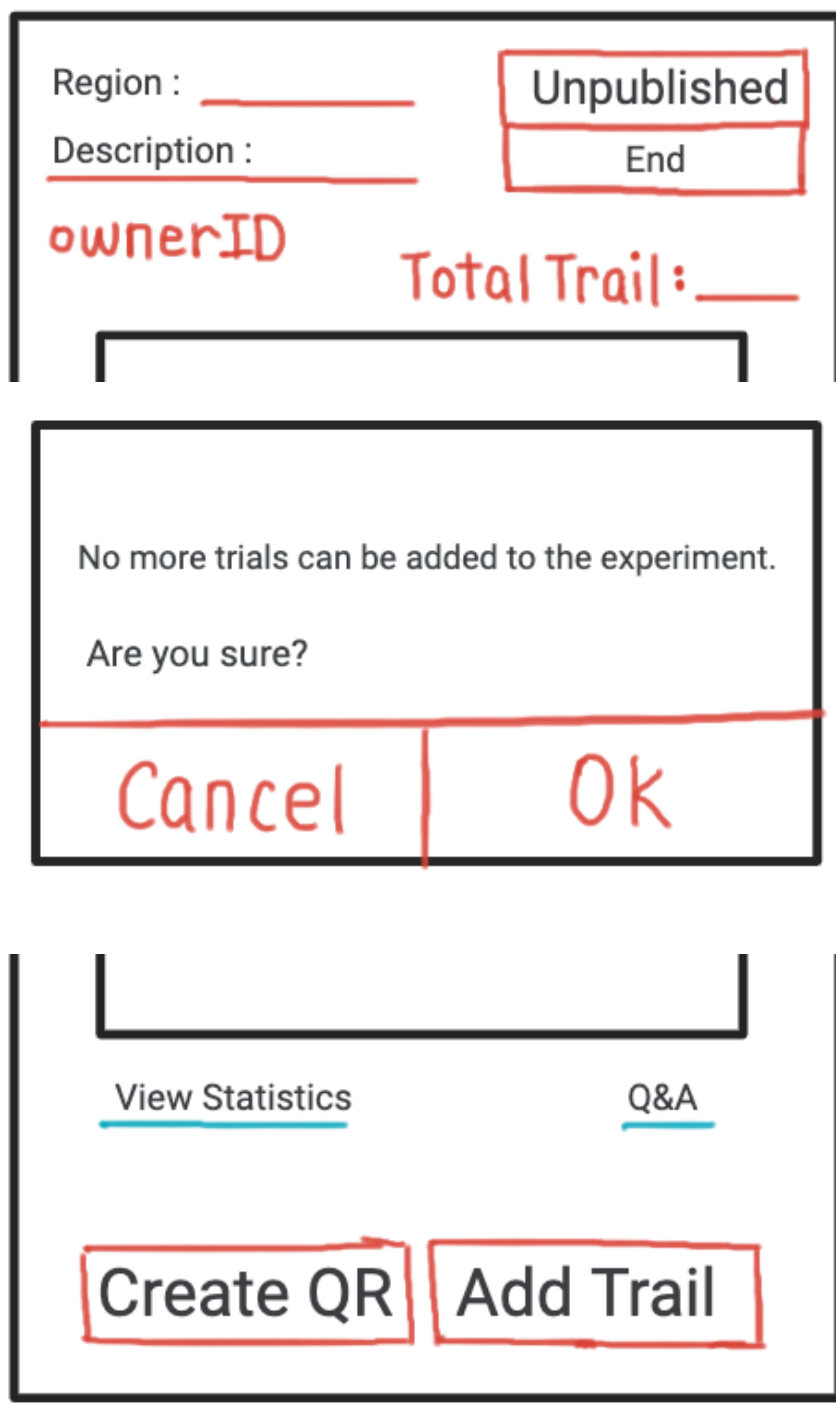 Region :
Unpublished
Description :
End
ownerID
Total Trail:
No more trials can be added to the experiment.
Are you sure?
Cancel
OK
View Statistics
Q&A
Create QR
Add Trail